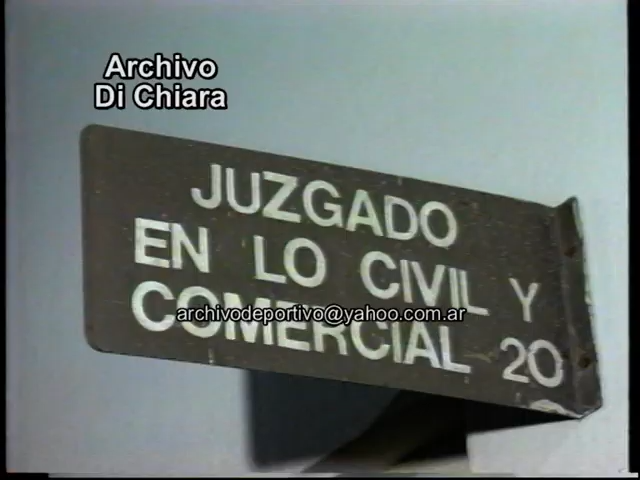 Archivo
Di Chiara
JUZGADO
EN LO CIVIL Y
archivodeportivo@yahoo.com.ar
COMERCIAL 20